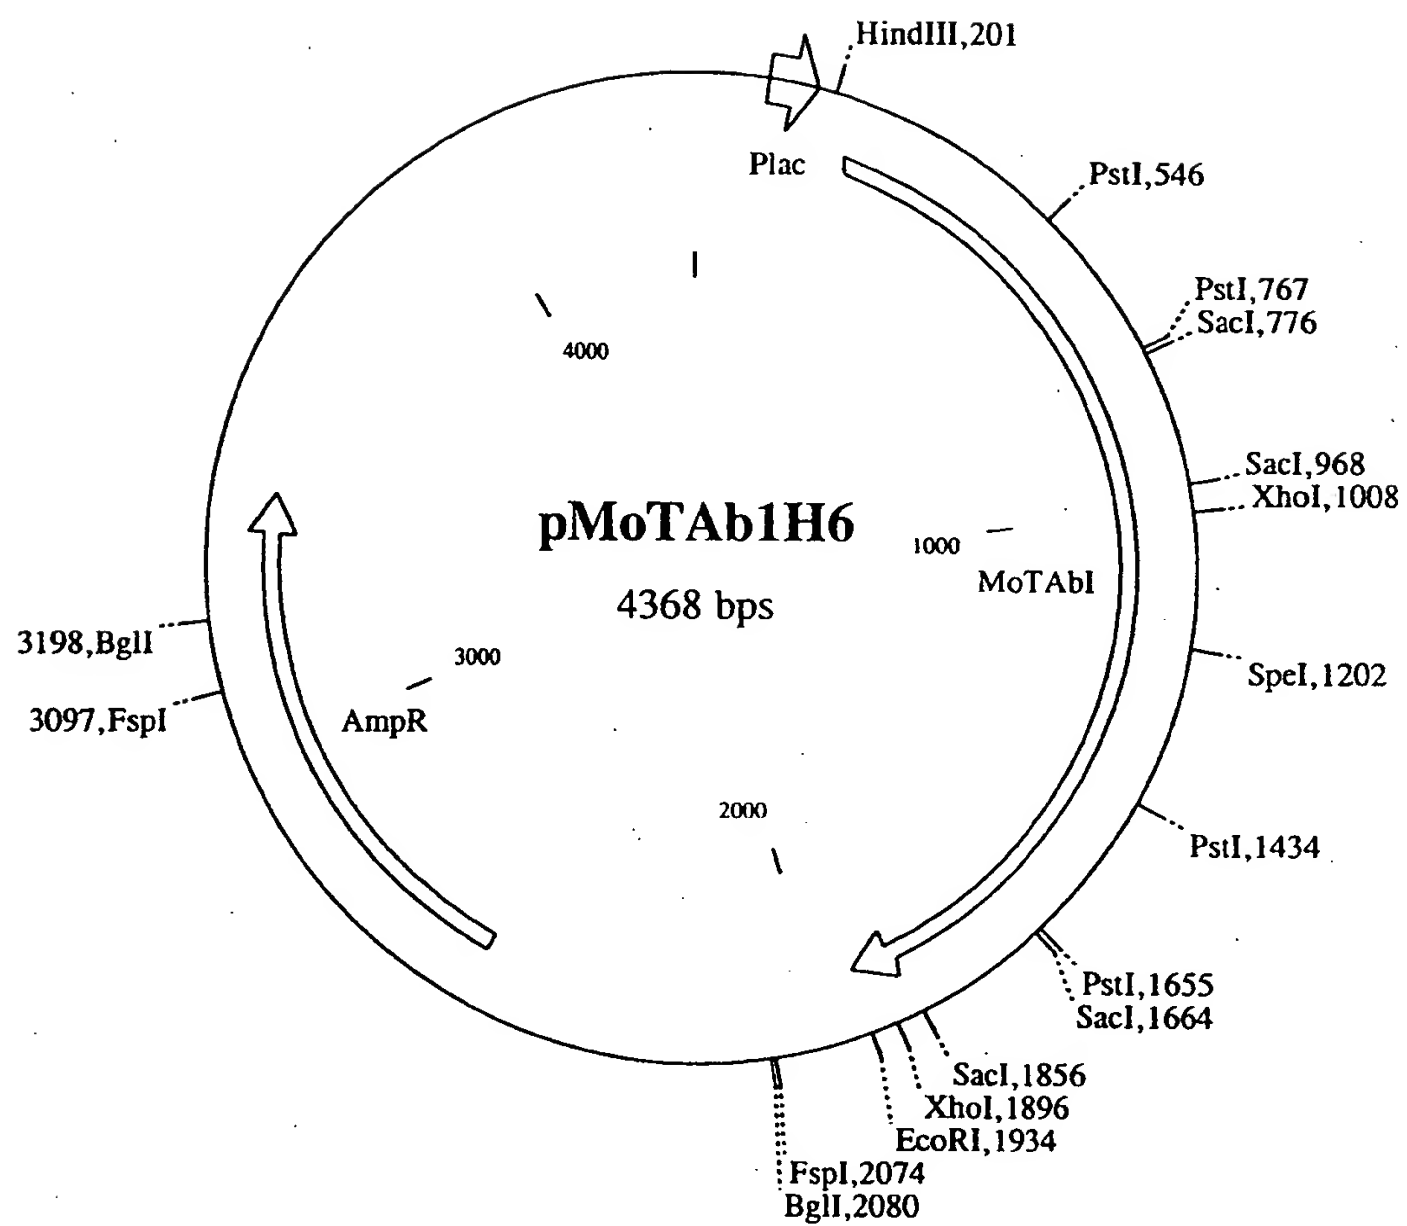 HindIII,201
Plac
PstI,546
PstI,767
SacI,776
4000
SacI,968
XhoI,1008
pMoTAb1H6
4368 bps
1000
MoTAbI
3198,BglI
3097,FspI
3000
AmpR
SpeI,1202
2000
PstI,1434
PstI,1655
SacI,1664
SacI,1856
XhoI,1896
EcoRI,1934
FspI,2074
BglI,2080